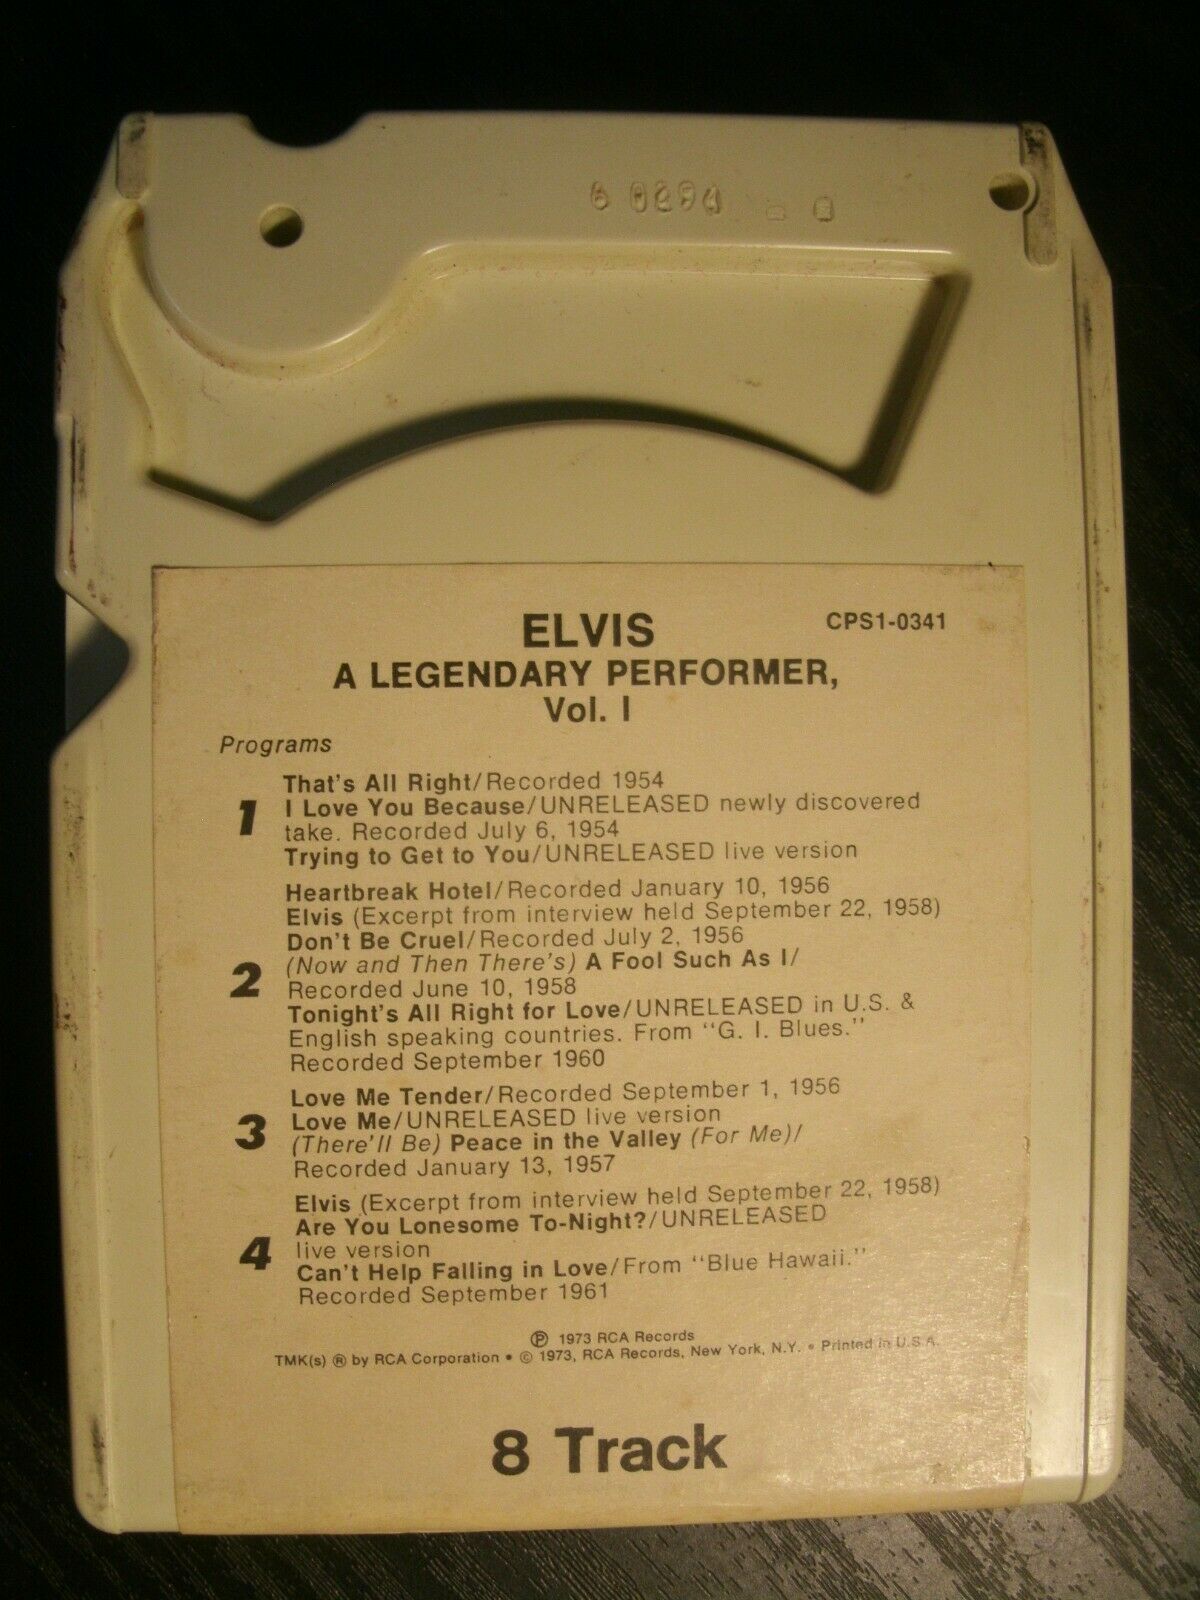 ELVIS
CPS1-0341
A LEGENDARY PERFORMER,
Vol. I
Programs
1
That's All Right/Recorded 1954
I Love You Because/UNRELEASED newly discovered
take. Recorded July 6, 1954
Trying to Get to You/UNRELEASED live version
2
Heartbreak Hotel/Recorded January 10, 1956
Elvis (Excerpt from interview held September 22, 1958)
Don't Be Cruel/Recorded July 2, 1956
(Now and Then There's) A Fool Such As I/
Recorded June 10, 1958
Tonight's All Right for Love/UNRELEASED in U.S. &
English speaking countries. From "G. I. Blues."
Recorded September 1960
3
Love Me Tender/Recorded September 1, 1956
Love Me/UNRELEASED live version
(There'll Be) Peace in the Valley (For Me)/
Recorded January 13, 1957
4
Elvis (Excerpt from interview held September 22, 1958)
Are You Lonesome To-Night?/UNRELEASED
live version
Can't Help Falling in Love/From "Blue Hawaii."
Recorded September 1961
℗ 1973 RCA Records
TMK(s) ® by RCA Corporation • © 1973, RCA Records, New York, N.Y. • Printed in U.S.A.
8 Track